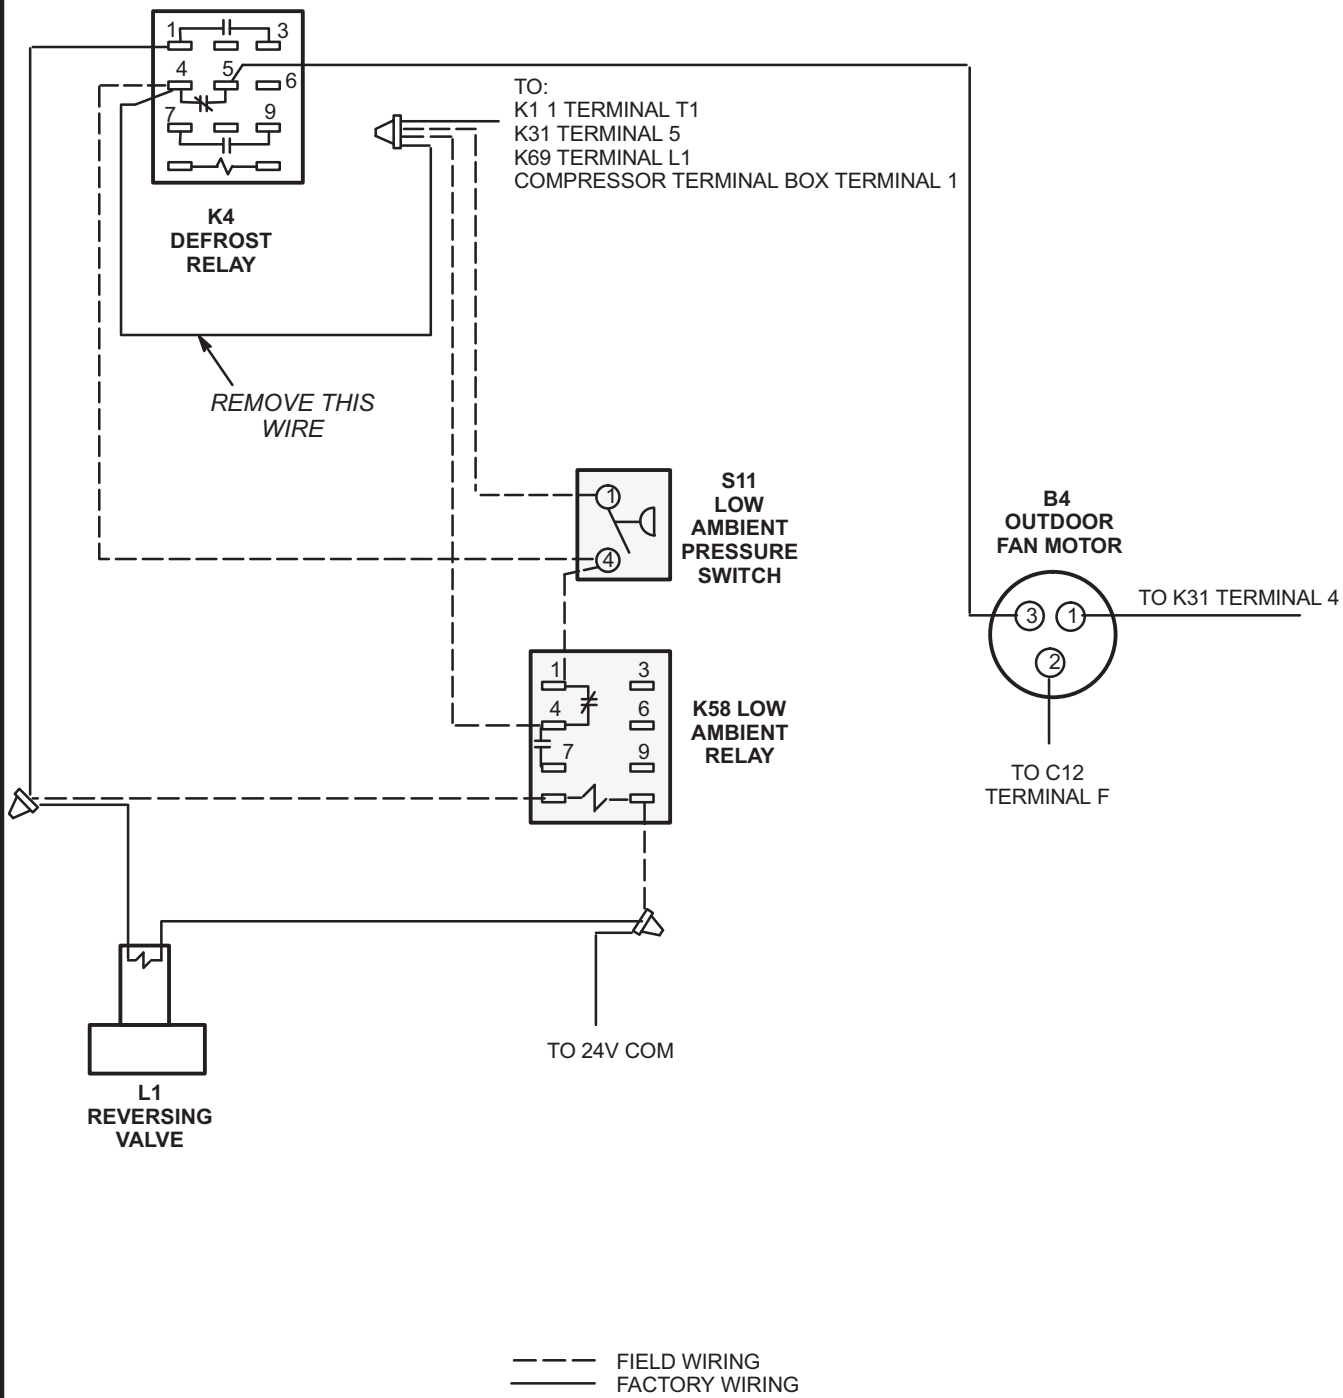 1
3
4
5
6
7
9
K4
DEFROST
RELAY
TO:
K1 1 TERMINAL T1
K31 TERMINAL 5
K69 TERMINAL L1
COMPRESSOR TERMINAL BOX TERMINAL 1
REMOVE THIS
WIRE
1
4
S11
LOW
AMBIENT
PRESSURE
SWITCH
B4
OUTDOOR
FAN MOTOR
3
1
2
TO K31 TERMINAL 4
TO C12
TERMINAL F
1
3
4
6
7
9
K58 LOW
AMBIENT
RELAY
TO 24V COM
L1
REVERSING
VALVE
FIELD WIRING
FACTORY WIRING